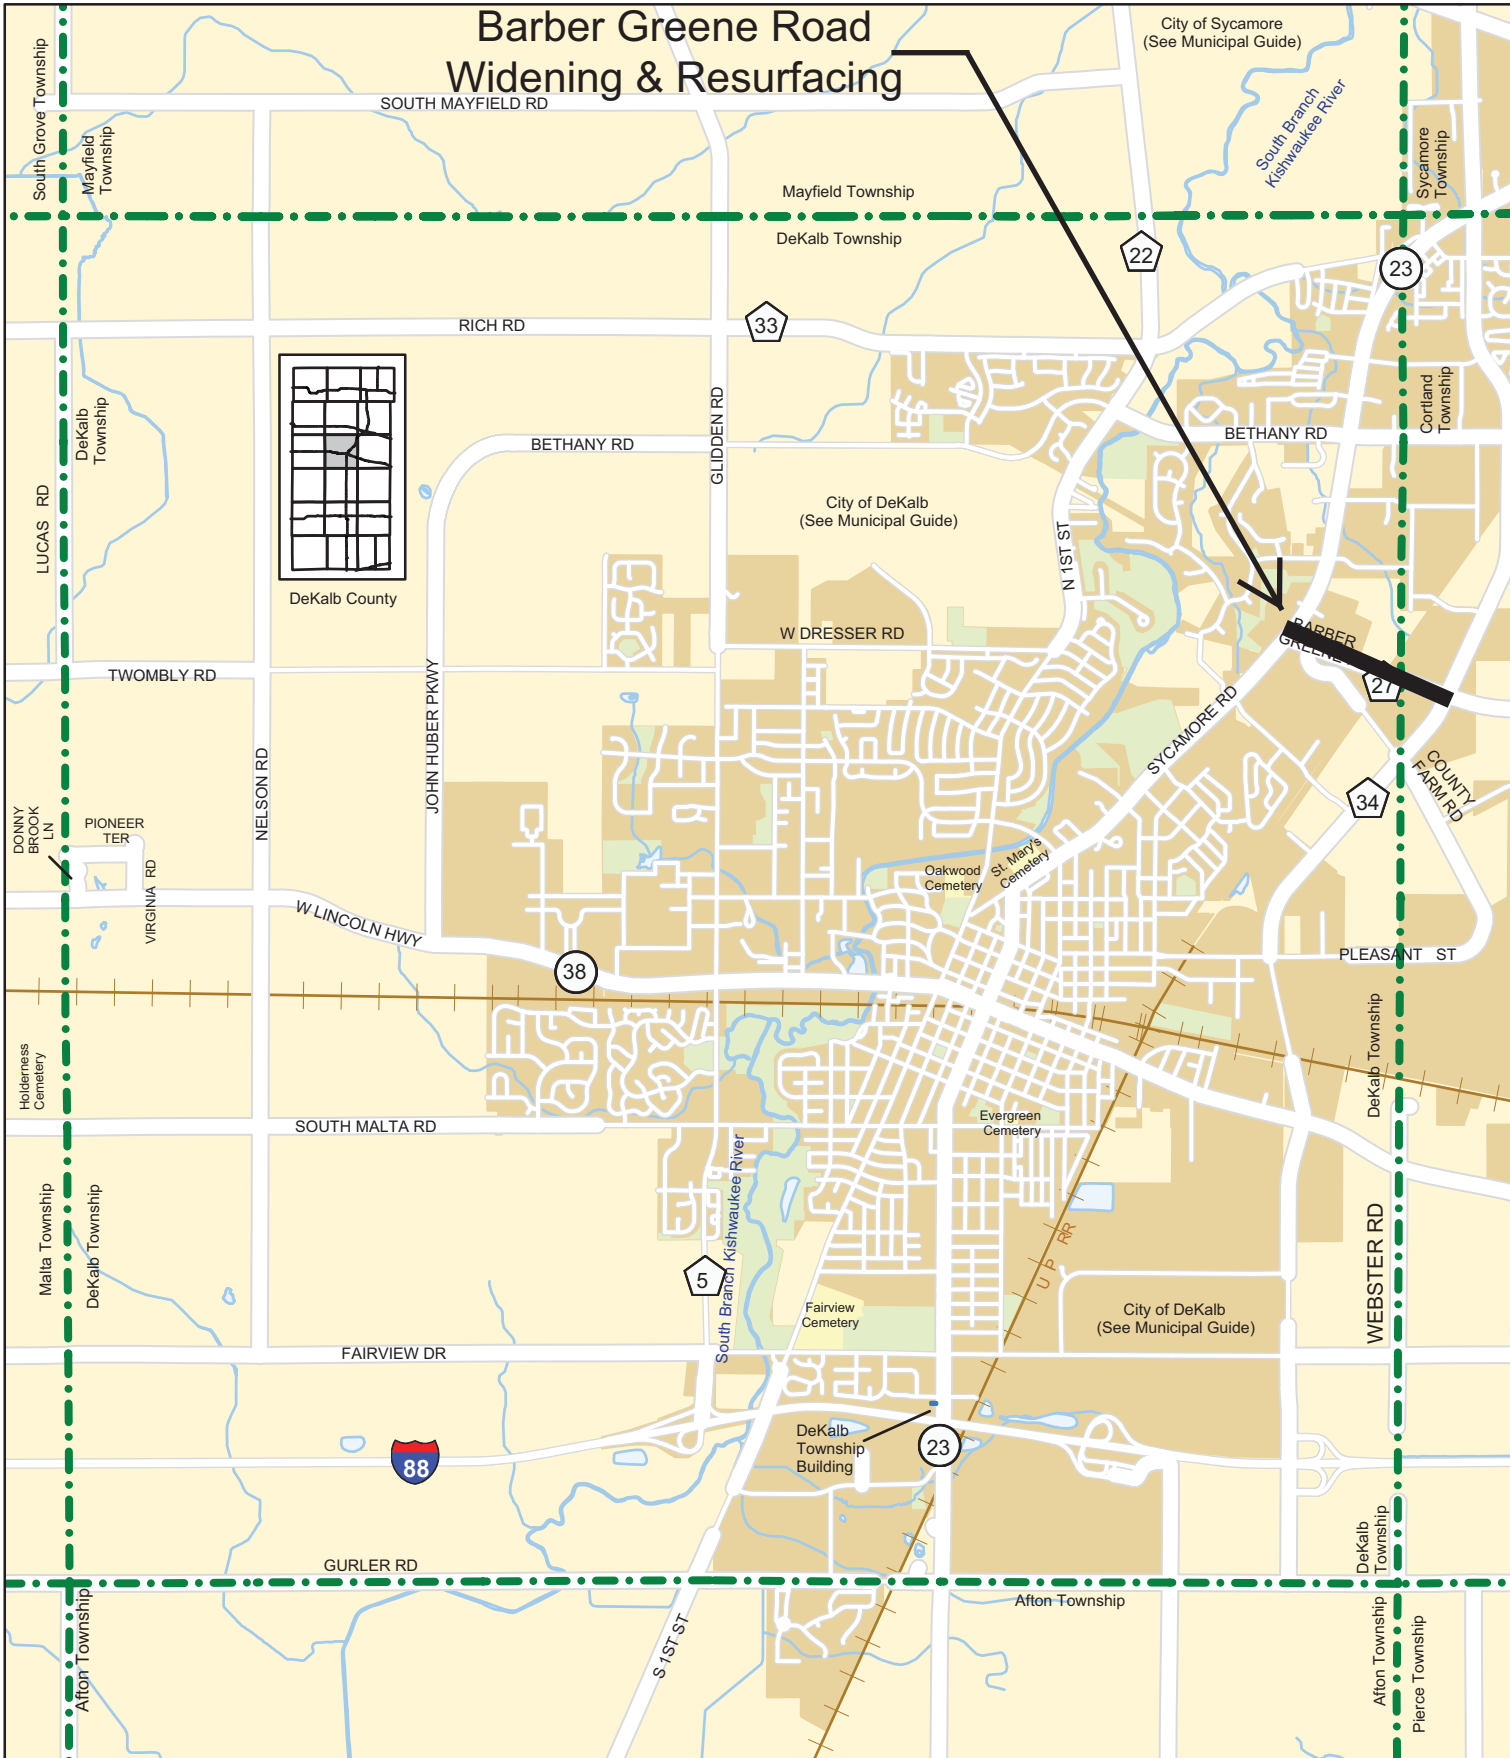 Barber Greene Road
Widening & Resurfacing
City of Sycamore
(See Municipal Guide)
South Grove Township
Mayfield
Township
SOUTH MAYFIELD RD
South Branch
Kishwaukee River
Sycamore
Township
Mayfield Township
DeKalb Township
22
23
RICH RD
33
DeKalb County
DeKalb
Township
LUCAS RD
BETHANY RD
GLIDDEN RD
BETHANY RD
Cortland
Township
City of DeKalb
(See Municipal Guide)
N 1ST ST
W DRESSER RD
BARBER
GREENE
27
TWOMBLY RD
JOHN HUBER PKWY
NELSON RD
SYCAMORE RD
COUNTY
FARM RD
34
DONNY
BROOK
LN
PIONEER
TER
VIRGINIA RD
Oakwood
Cemetery
St. Mary's
Cemetery
W LINCOLN HWY
38
PLEASANT ST
Holderness
Cemetery
DeKalb Township
SOUTH MALTA RD
Evergreen
Cemetery
Malta Township
DeKalb Township
South Branch Kishwaukee River
5
U P RR
WEBSTER RD
Fairview
Cemetery
City of DeKalb
(See Municipal Guide)
FAIRVIEW DR
88
DeKalb
Township
Building
23
DeKalb
Township
GURLER RD
Afton Township
Afton Township
S 1ST ST
Afton Township
Pierce Township